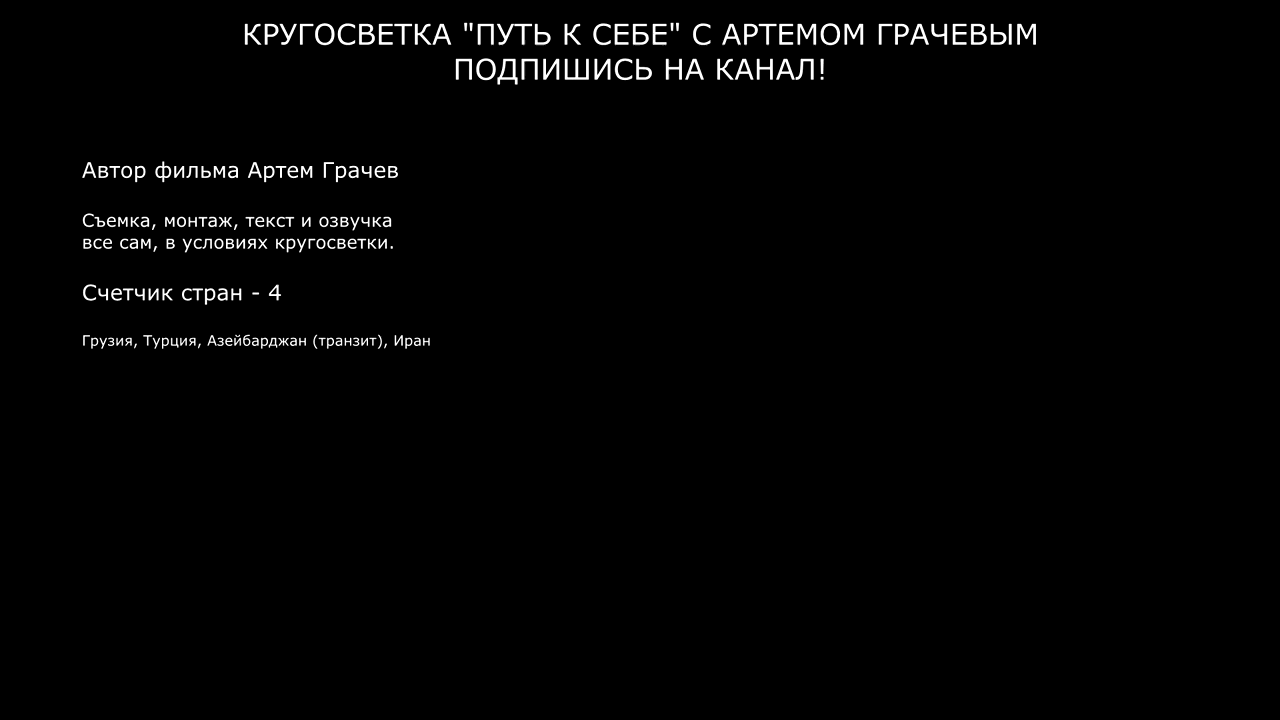 КРУГОСВЕТКА "ПУТЬ К СЕБЕ" С АРТЕМОМ ГРАЧЕВЫМ
ПОДПИШИСЬ НА КАНАЛ!
Автор фильма Артем Грачев
Съемка, монтаж, текст и озвучка
все сам, в условиях кругосветки.
Счетчик стран - 4
Грузия, Турция, Азейбарджан (транзит), Иран